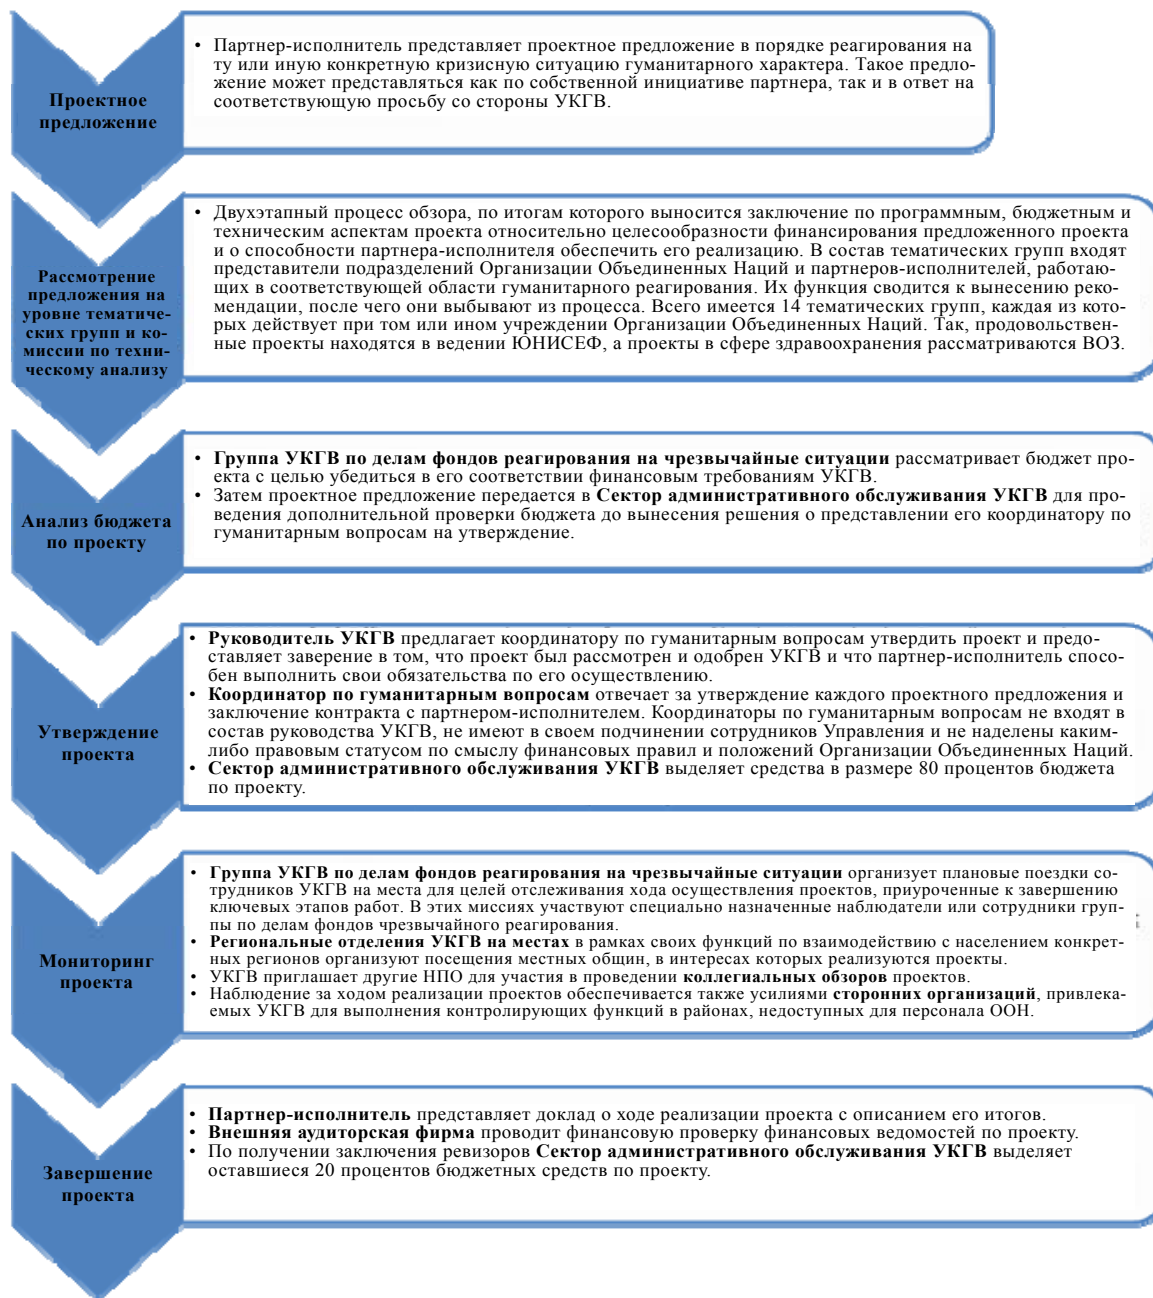 Проектное
предложение
• Партнер-исполнитель представляет проектное предложение в порядке реагирования на
ту или иную конкретную кризисную ситуацию гуманитарного характера. Такое предло-
жение может представляться как по собственной инициативе партнера, так и в ответ на
соответствующую просьбу со стороны УКГВ.
Рассмотрение
предложения на
уровне тематиче-
ских групп и ко-
миссии по техни-
ческому анализу
• Двухэтапный процесс обзора, по итогам которого выносится заключение по программным, бюджетным и
техническим аспектам проекта относительно целесообразности финансирования предложенного проекта
и о способности партнера-исполнителя обеспечить его реализацию. В состав тематических групп входят
представители подразделений Организации Объединенных Наций и партнеров-исполнителей, работаю-
щих в соответствующей области гуманитарного реагирования. Их функция сводится к вынесению реко-
мендации, после чего они выбывают из процесса. Всего имеется 14 тематических групп, каждая из кото-
рых действует при том или ином учреждении Организации Объединенных Наций. Так, продовольствен-
ные проекты находятся в ведении ЮНИСЕФ, а проекты в сфере здравоохранения рассматриваются ВОЗ.
Анализ бюджета
по проекту
• Группа УКГВ по делам фондов реагирования на чрезвычайные ситуации рассматривает бюджет про-
екта с целью убедиться в его соответствии финансовым требованиям УКГВ.
• Затем проектное предложение передается в Сектор административного обслуживания УКГВ для про-
ведения дополнительной проверки бюджета до вынесения решения о представлении его координатору по
гуманитарным вопросам на утверждение.
Утверждение
проекта
• Руководитель УКГВ предлагает координатору по гуманитарным вопросам утвердить проект и предо-
ставляет заверение в том, что проект был рассмотрен и одобрен УКГВ и что партнер-исполнитель спосо-
бен выполнить свои обязательства по его осуществлению.
• Координатор по гуманитарным вопросам отвечает за утверждение каждого проектного предложения и
заключение контракта с партнером-исполнителем. Координаторы по гуманитарным вопросам не входят в
состав руководства УКГВ, не имеют в своем подчинении сотрудников Управления и не наделены каким-
либо правовым статусом по смыслу финансовых правил и положений Организации Объединенных Наций.
• Сектор административного обслуживания УКГВ выделяет средства в размере 80 процентов бюджета
по проекту.
Мониторинг
проекта
• Группа УКГВ по делам фондов реагирования на чрезвычайные ситуации организует плановые поездки со-
трудников УКГВ на места для целей отслеживания хода осуществления проектов, приуроченные к завершению
ключевых этапов работ. В этих миссиях участвуют специально назначенные наблюдатели или сотрудники груп-
пы по делам фондов чрезвычайного реагирования.
• Региональные отделения УКГВ на местах в рамках своих функций по взаимодействию с населением конкрет-
ных регионов организуют посещения местных общин, в интересах которых реализуются проекты.
• УКГВ приглашает другие НПО для участия в проведении коллегиальных обзоров проектов.
• Наблюдение за ходом реализации проектов обеспечивается также усилиями сторонних организаций, привлека-
емых УКГВ для выполнения контролирующих функций в районах, недоступных для персонала ООН.
Завершение
проекта
• Партнер-исполнитель представляет доклад о ходе реализации проекта с описанием его итогов.
• Внешняя аудиторская фирма проводит финансовую проверку финансовых ведомостей по проекту.
• По получении заключения ревизоров Сектор административного обслуживания УКГВ выделяет
оставшиеся 20 процентов бюджетных средств по проекту.